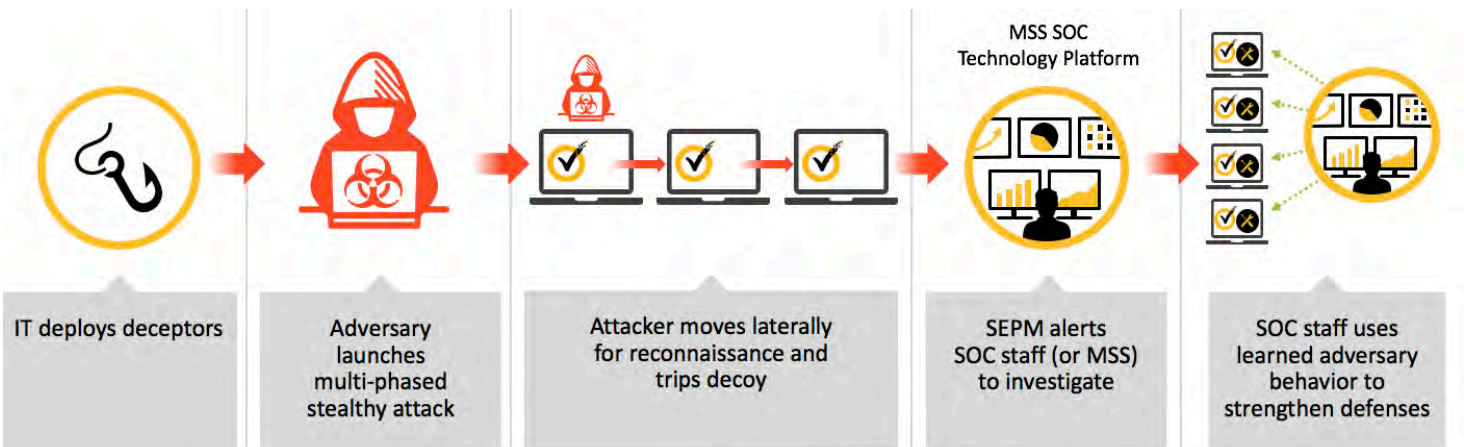 MSS SOC
Technology Platform
IT deploys deceptors
Adversary
launches
multi-phased
stealthy attack
Attacker moves laterally
for reconnaissance and
trips decoy
SEPM alerts
SOC staff (or MSS)
to investigate
SOC staff uses
learned adversary
behavior to
strengthen defenses